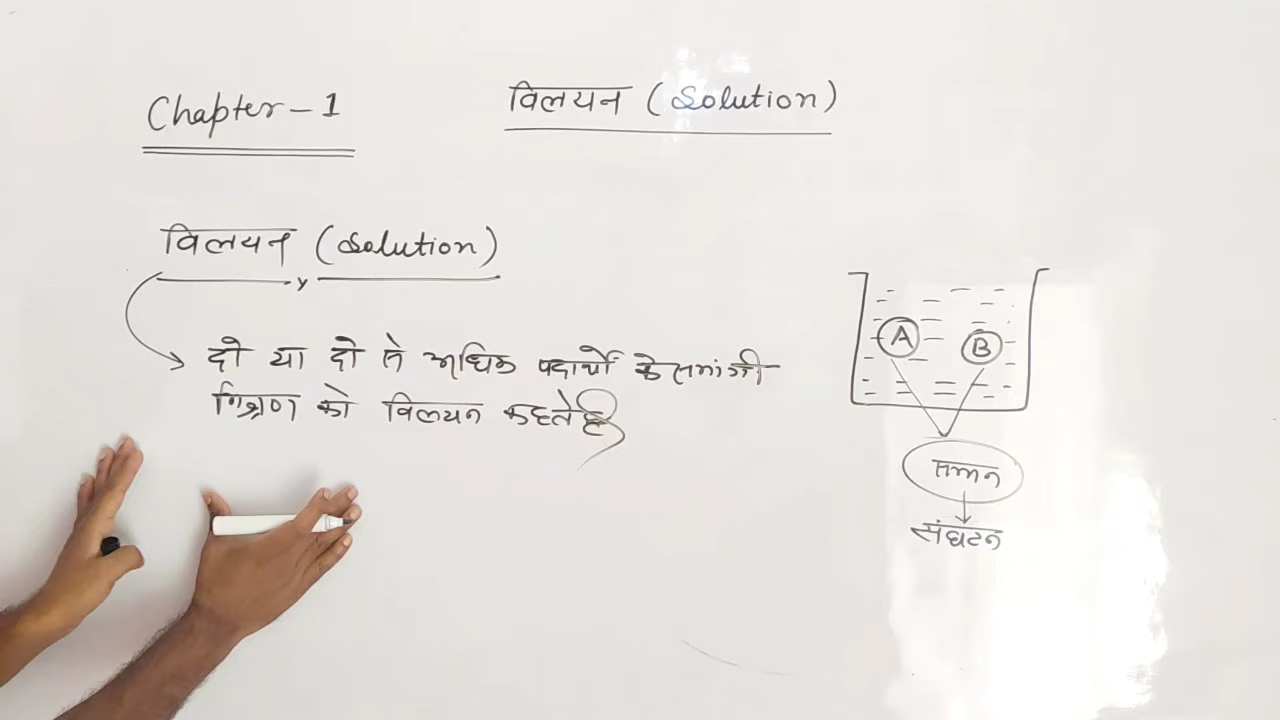 Chapter-1
विलयन (Solution)
विलयन (Solution)
दो या दो से अधिक पदार्थो के समांगी
मिश्रण को विलयन कहते है
A
B
समान
संघटन